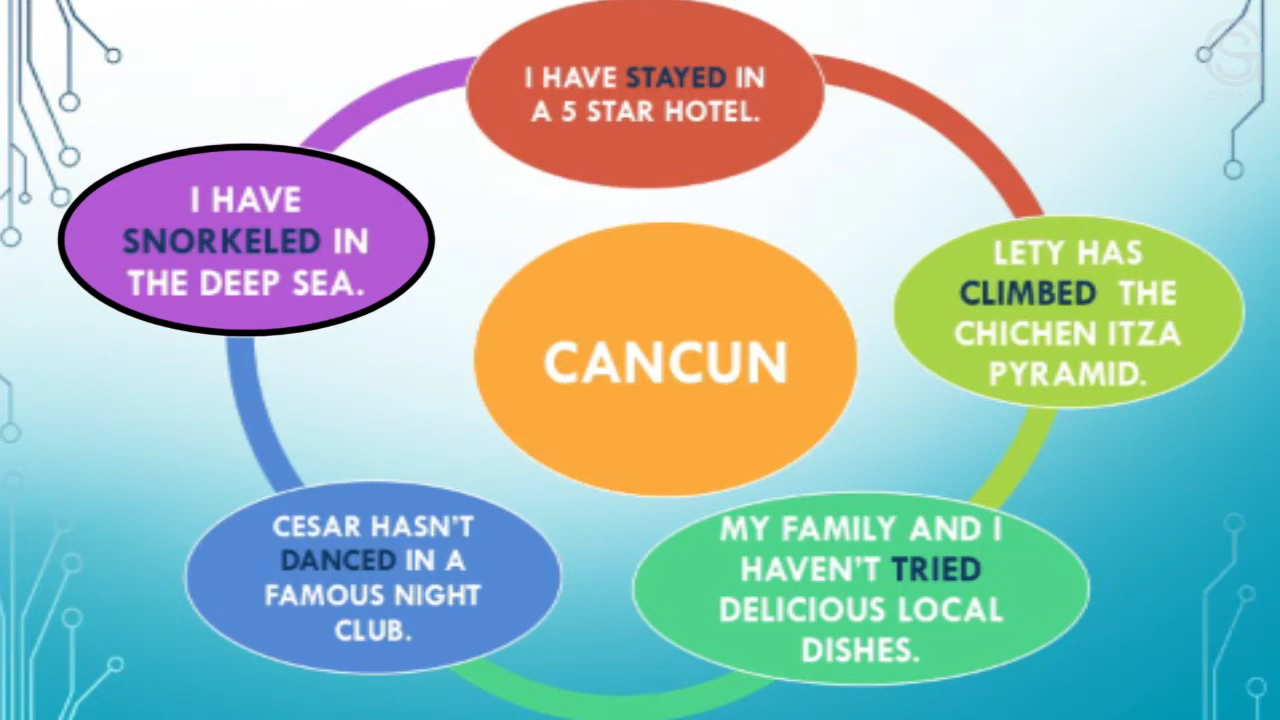 I HAVE STAYED IN
A 5 STAR HOTEL.
LETY HAS
CLIMBED THE
CHICHEN ITZA
PYRAMID.
MY FAMILY AND I
HAVEN'T TRIED
DELICIOUS LOCAL
DISHES.
CESAR HASN'T
DANCED IN A
FAMOUS NIGHT
CLUB.
I HAVE
SNORKELED IN
THE DEEP SEA.
CANCUN